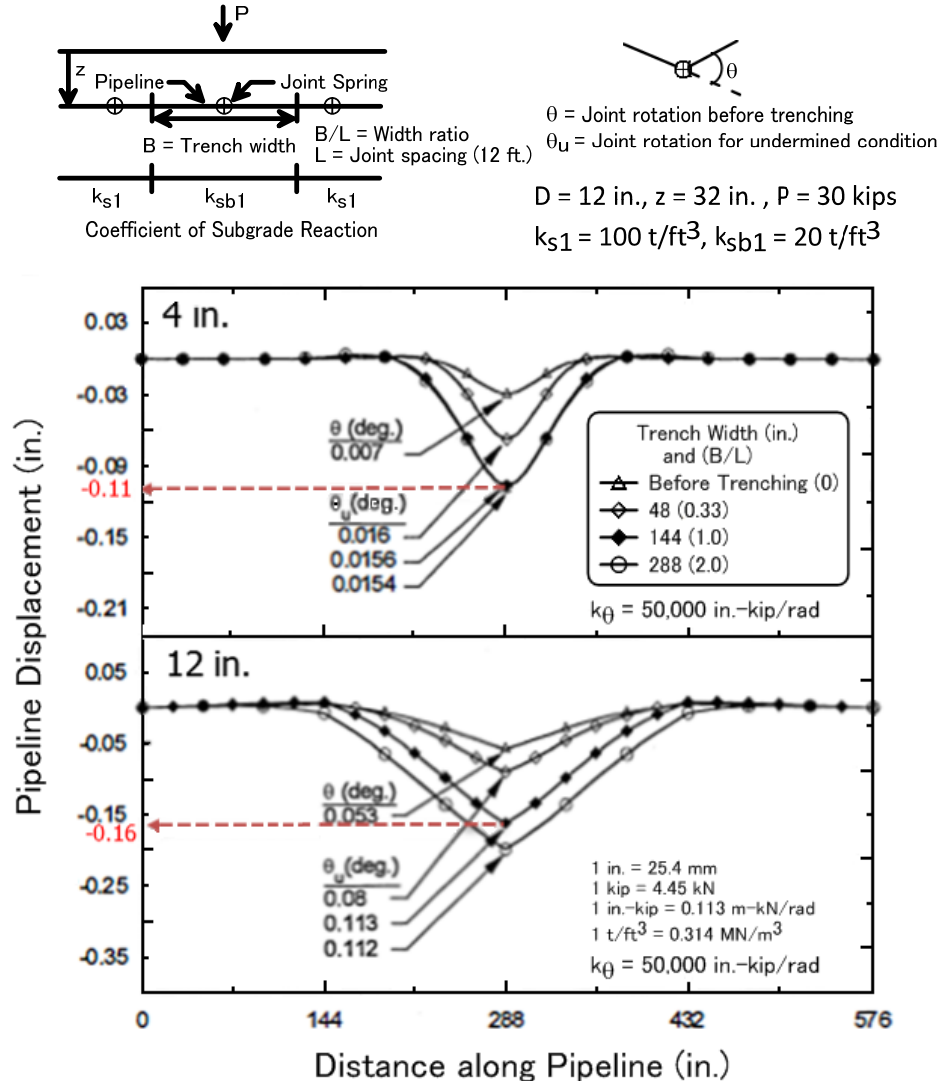 P
z
Pipeline
Joint Spring
B = Trench width
B/L = Width ratio
L = Joint spacing (12 ft.)
ks1
ksb1
ks1
Coefficient of Subgrade Reaction
θ
θ = Joint rotation before trenching
θu = Joint rotation for undermined condition
D = 12 in., z = 32 in. , P = 30 kips
ks1 = 100 t/ft3, ksb1 = 20 t/ft3
Pipeline Displacement (in.)
4 in.
0.03
-0.03
-0.09
-0.11
-0.15
-0.21
θ (deg.)
0.007
θu(deg.)
0.016
0.0156
0.0154
Trench Width (in.)
and (B/L)
Before Trenching (0)
48 (0.33)
144 (1.0)
288 (2.0)
kθ = 50,000 in.-kip/rad
12 in.
0.05
-0.05
-0.15
-0.16
-0.25
-0.35
θ (deg.)
0.053
θu(deg.)
0.08
0.113
0.112
1 in. = 25.4 mm
1 kip = 4.45 kN
1 in.-kip = 0.113 m-kN/rad
1 t/ft3 = 0.314 MN/m3
kθ = 50,000 in.-kip/rad
0
144
288
432
576
Distance along Pipeline (in.)